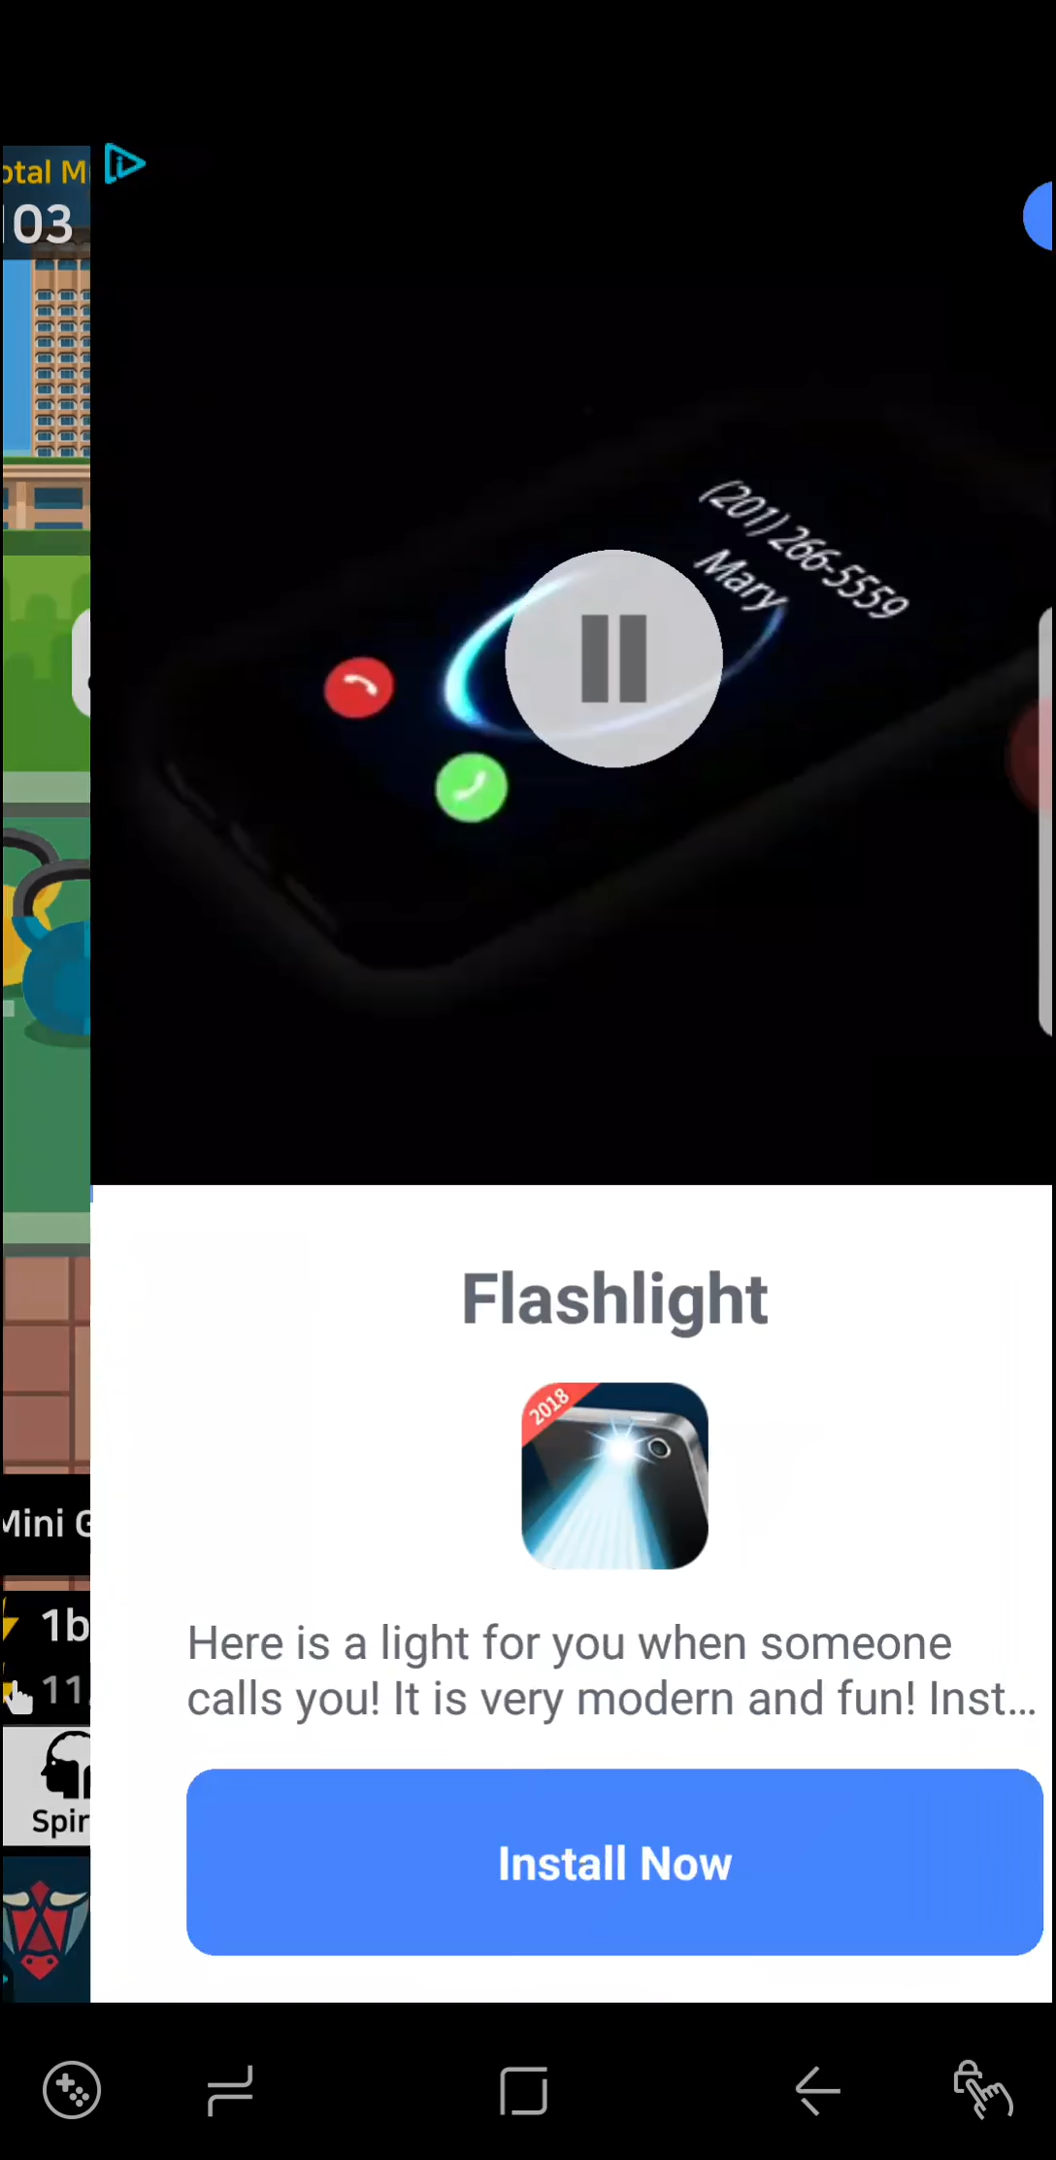 otal M
103
(201) 266-5559
Mary
Flashlight
2018
Here is a light for you when someone
calls you! It is very modern and fun! Inst...
Install Now
Mini G
1b
11
Spir